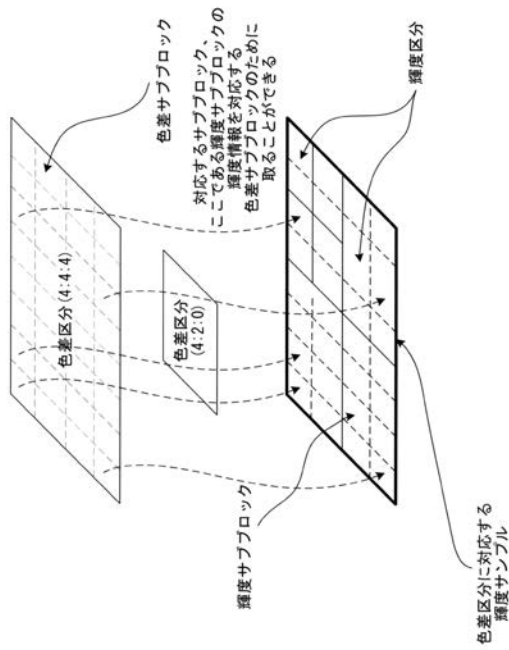 色差サブブロック
対応するサブブロック、
ここである輝度サブブロックの
輝度情報を対応する
色差サブブロックのために
取ることができる
輝度区分
色差区分(4:4:4)
色差区分
(4:2:0)
輝度サブブロック
色差区分に対応する
輝度サンプル